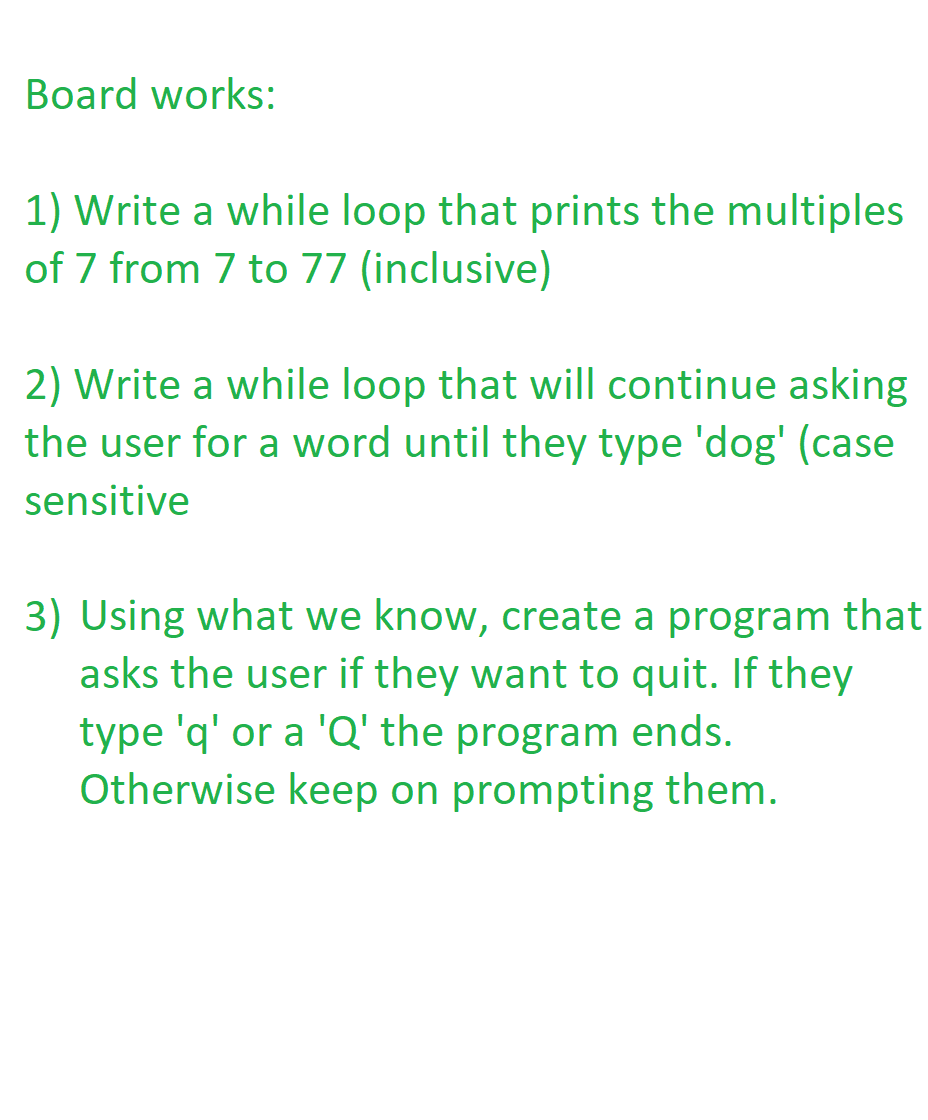 Board works:
1) Write a while loop that prints the multiples
of 7 from 7 to 77 (inclusive)
2) Write a while loop that will continue asking
the user for a word until they type 'dog' (case
sensitive
3) Using what we know, create a program that
asks the user if they want to quit. If they
type 'q' or a 'Q' the program ends.
Otherwise keep on prompting them.